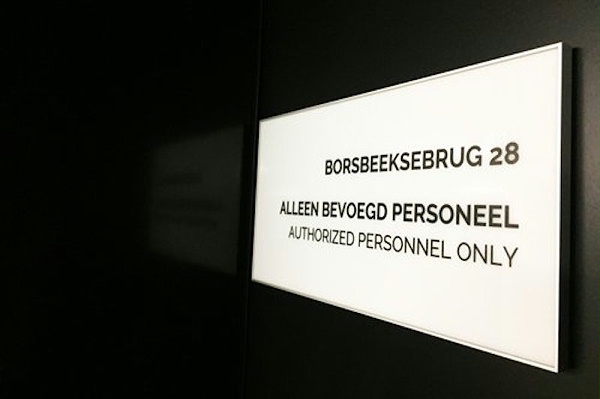 BORSBEEKSEBRUG 28
ALLEEN BEVOEGD PERSONEEL
AUTHORIZED PERSONNEL ONLY